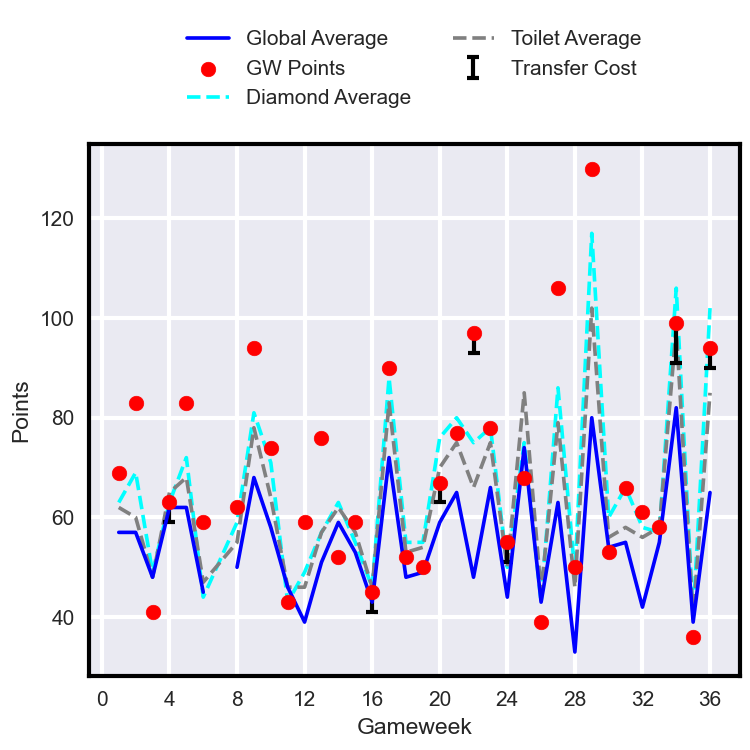 Global Average
GW Points
Diamond Average
Toilet Average
Transfer Cost
120
100
80
60
40
Points
0 4 8 12 16 20 24 28 32 36
Gameweek